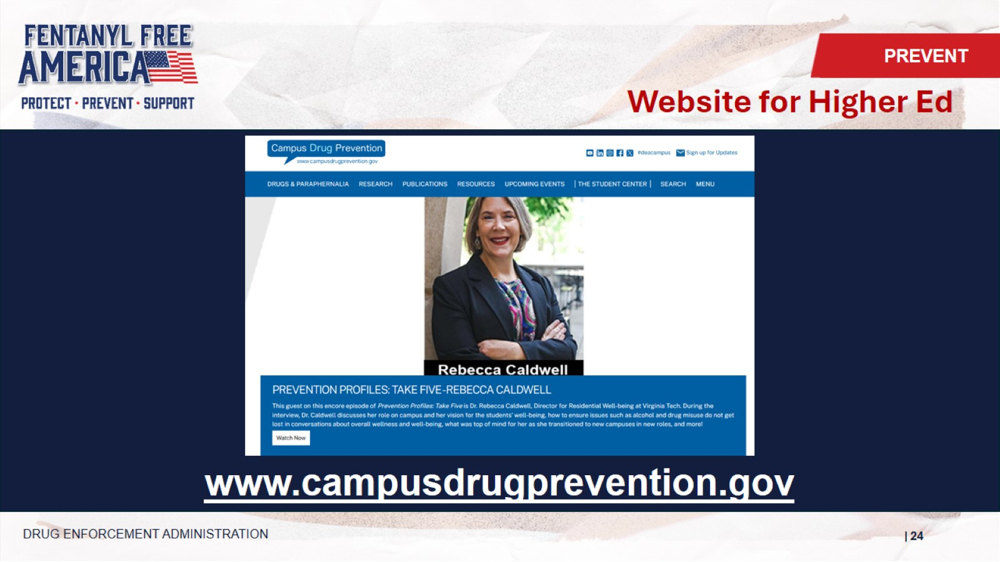 FENTANYL FREE
AMERICA
PROTECT · PREVENT · SUPPORT
PREVENT
Website for Higher Ed
Campus Drug Prevention
www.campusdrugprevention.gov
#deacampus
Sign up for Updates
DRUGS & PARAPHERNALIA RESEARCH PUBLICATIONS RESOURCES UPCOMING EVENTS | THE STUDENT CENTER | SEARCH MENU
Rebecca Caldwell
PREVENTION PROFILES: TAKE FIVE-REBECCA CALDWELL
This guest on this encore episode of Prevention Profiles: Take Five is Dr. Rebecca Caldwell, Director for Residential Well-being at Virginia Tech. During the
interview, Dr. Caldwell discusses her role on campus and her vision for the students' well-being, how to ensure issues such as alcohol and drug misuse do not get
lost in conversations about overall wellness and well-being, what was top of mind for her as she transitioned to new campuses in new roles, and more!
Watch Now
www.campusdrugprevention.gov
DRUG ENFORCEMENT ADMINISTRATION
| 24